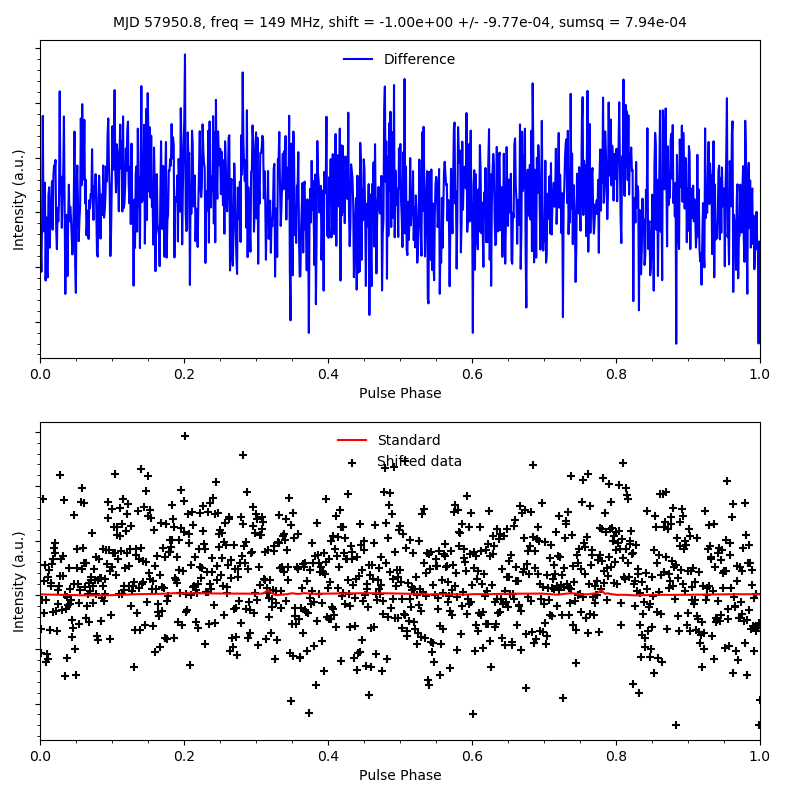 MJD 57950.8, freq = 149 MHz, shift = -1.00e+00 +/- -9.77e-04, sumsq = 7.94e-04
Difference
Intensity (a.u.)
0.0 0.2 0.4 0.6 0.8 1.0
Pulse Phase
Standard
Shifted data
Intensity (a.u.)
0.0 0.2 0.4 0.6 0.8 1.0
Pulse Phase